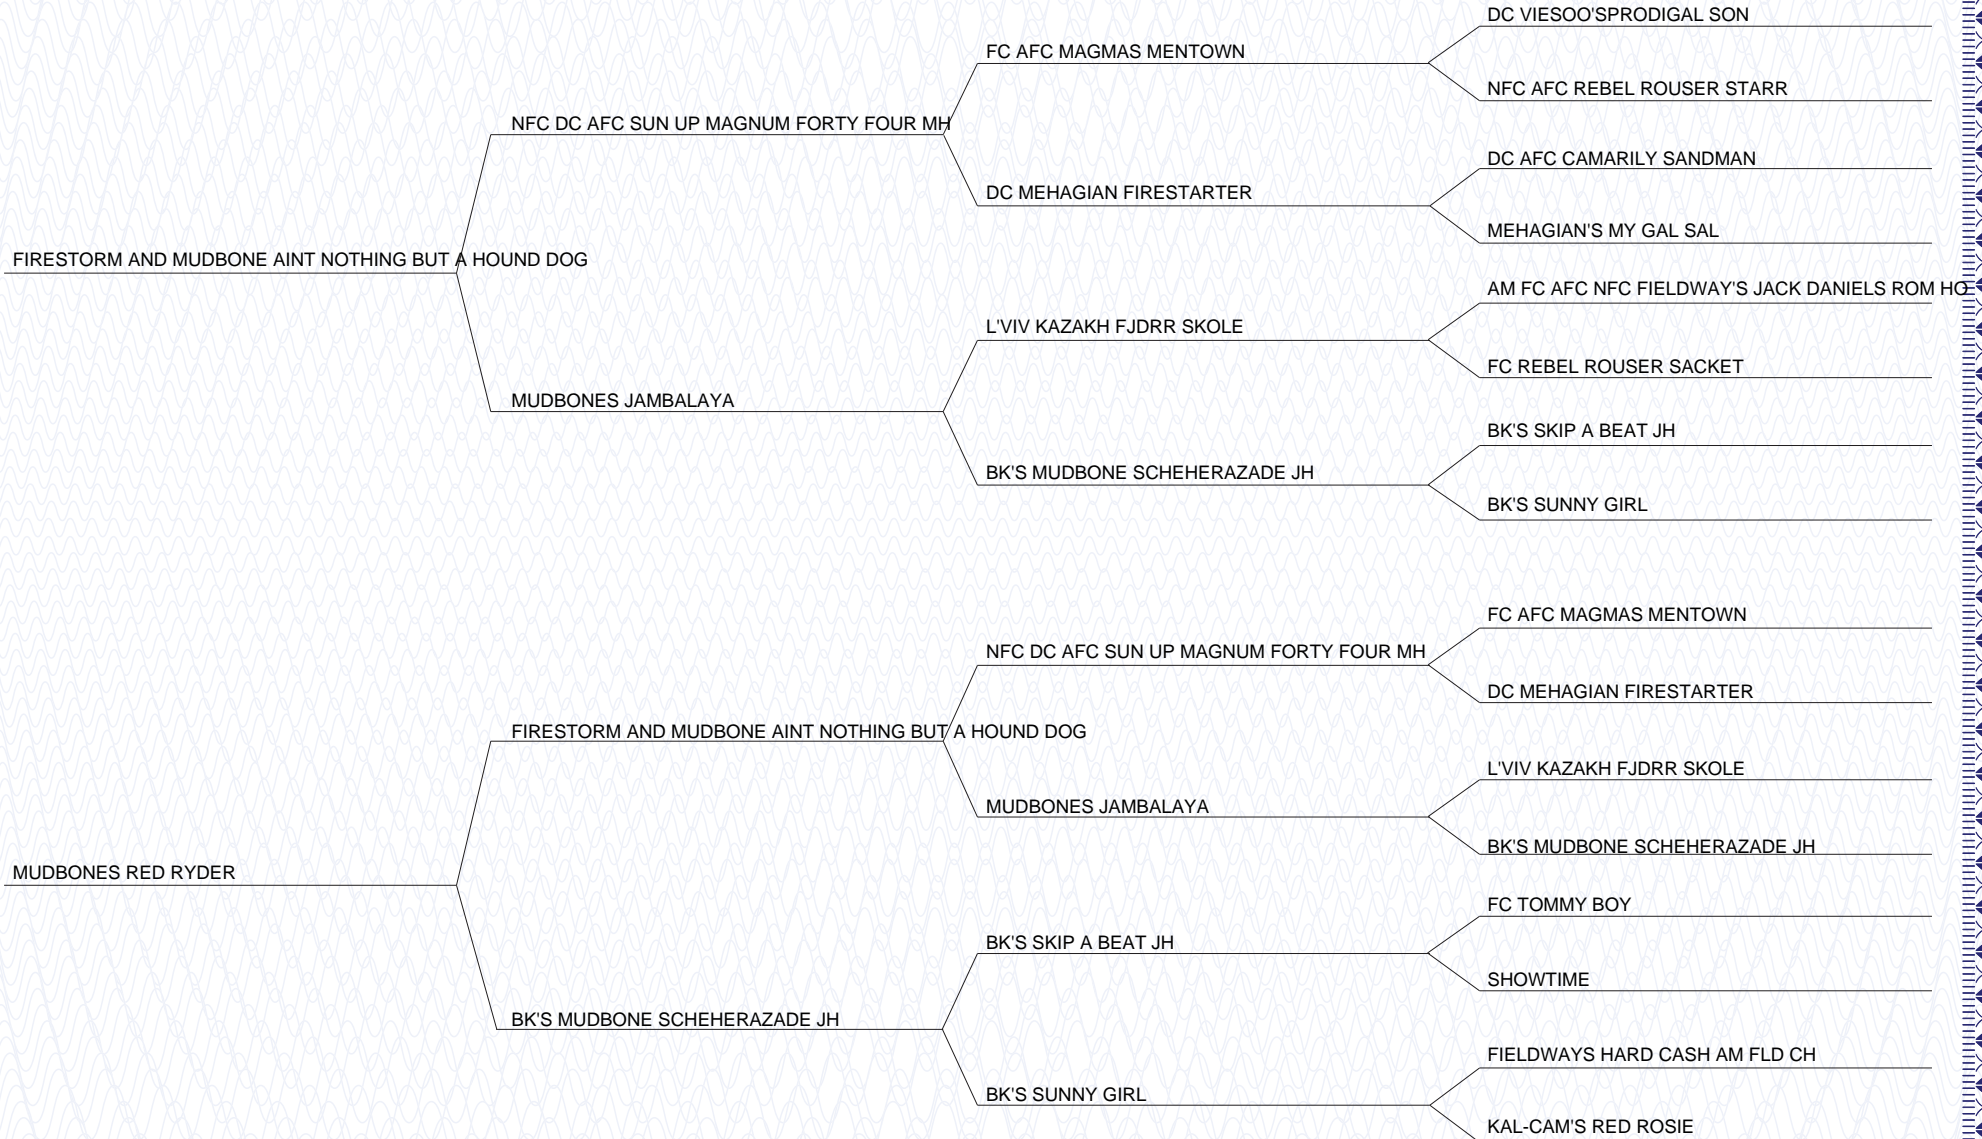 DC VIESOO'SPRODIGAL SON
FC AFC MAGMAS MENTOWN
NFC AFC REBEL ROUSER STARR
NFC DC AFC SUN UP MAGNUM FORTY FOUR MH
DC AFC CAMARILY SANDMAN
DC MEHAGIAN FIRESTARTER
MEHAGIAN'S MY GAL SAL
FIRESTORM AND MUDBONE AINT NOTHING BUT A HOUND DOG
AM FC AFC NFC FIELDWAY'S JACK DANIELS ROM HO
L'VIV KAZAKH FJDRR SKOLE
FC REBEL ROUSER SACKET
MUDBONES JAMBALAYA
BK'S SKIP A BEAT JH
BK'S MUDBONE SCHEHERAZADE JH
BK'S SUNNY GIRL
FC AFC MAGMAS MENTOWN
NFC DC AFC SUN UP MAGNUM FORTY FOUR MH
DC MEHAGIAN FIRESTARTER
FIRESTORM AND MUDBONE AINT NOTHING BUT A HOUND DOG
L'VIV KAZAKH FJDRR SKOLE
MUDBONES JAMBALAYA
BK'S MUDBONE SCHEHERAZADE JH
MUDBONES RED RYDER
FC TOMMY BOY
BK'S SKIP A BEAT JH
SHOWTIME
BK'S MUDBONE SCHEHERAZADE JH
FIELDWAYS HARD CASH AM FLD CH
BK'S SUNNY GIRL
KAL-CAM'S RED ROSIE